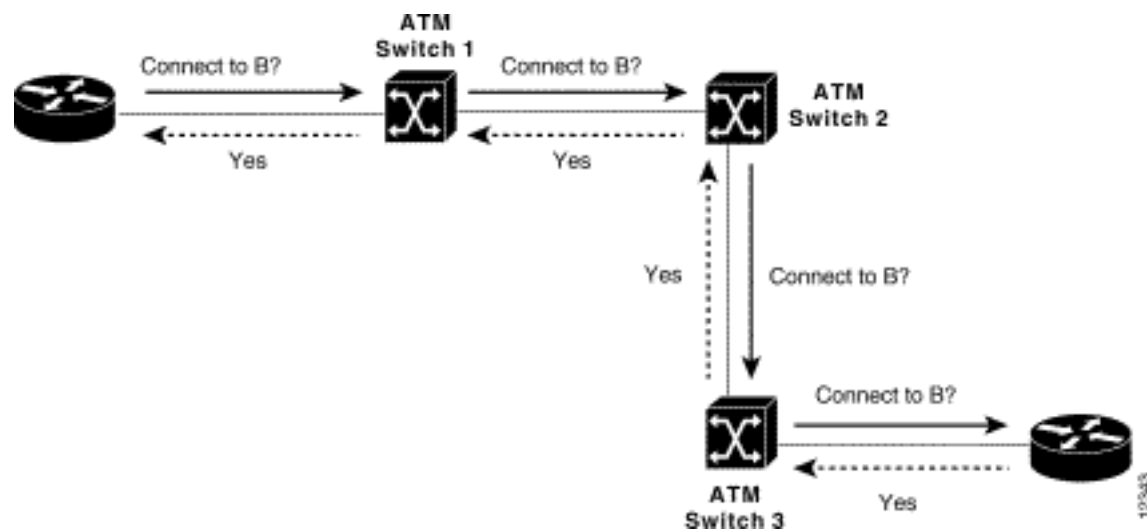 ATM
Switch 1
Connect to B?
Connect to B?
ATM
Switch 2
Yes
Yes
Yes
Connect to B?
Connect to B?
Yes
ATM
Switch 3